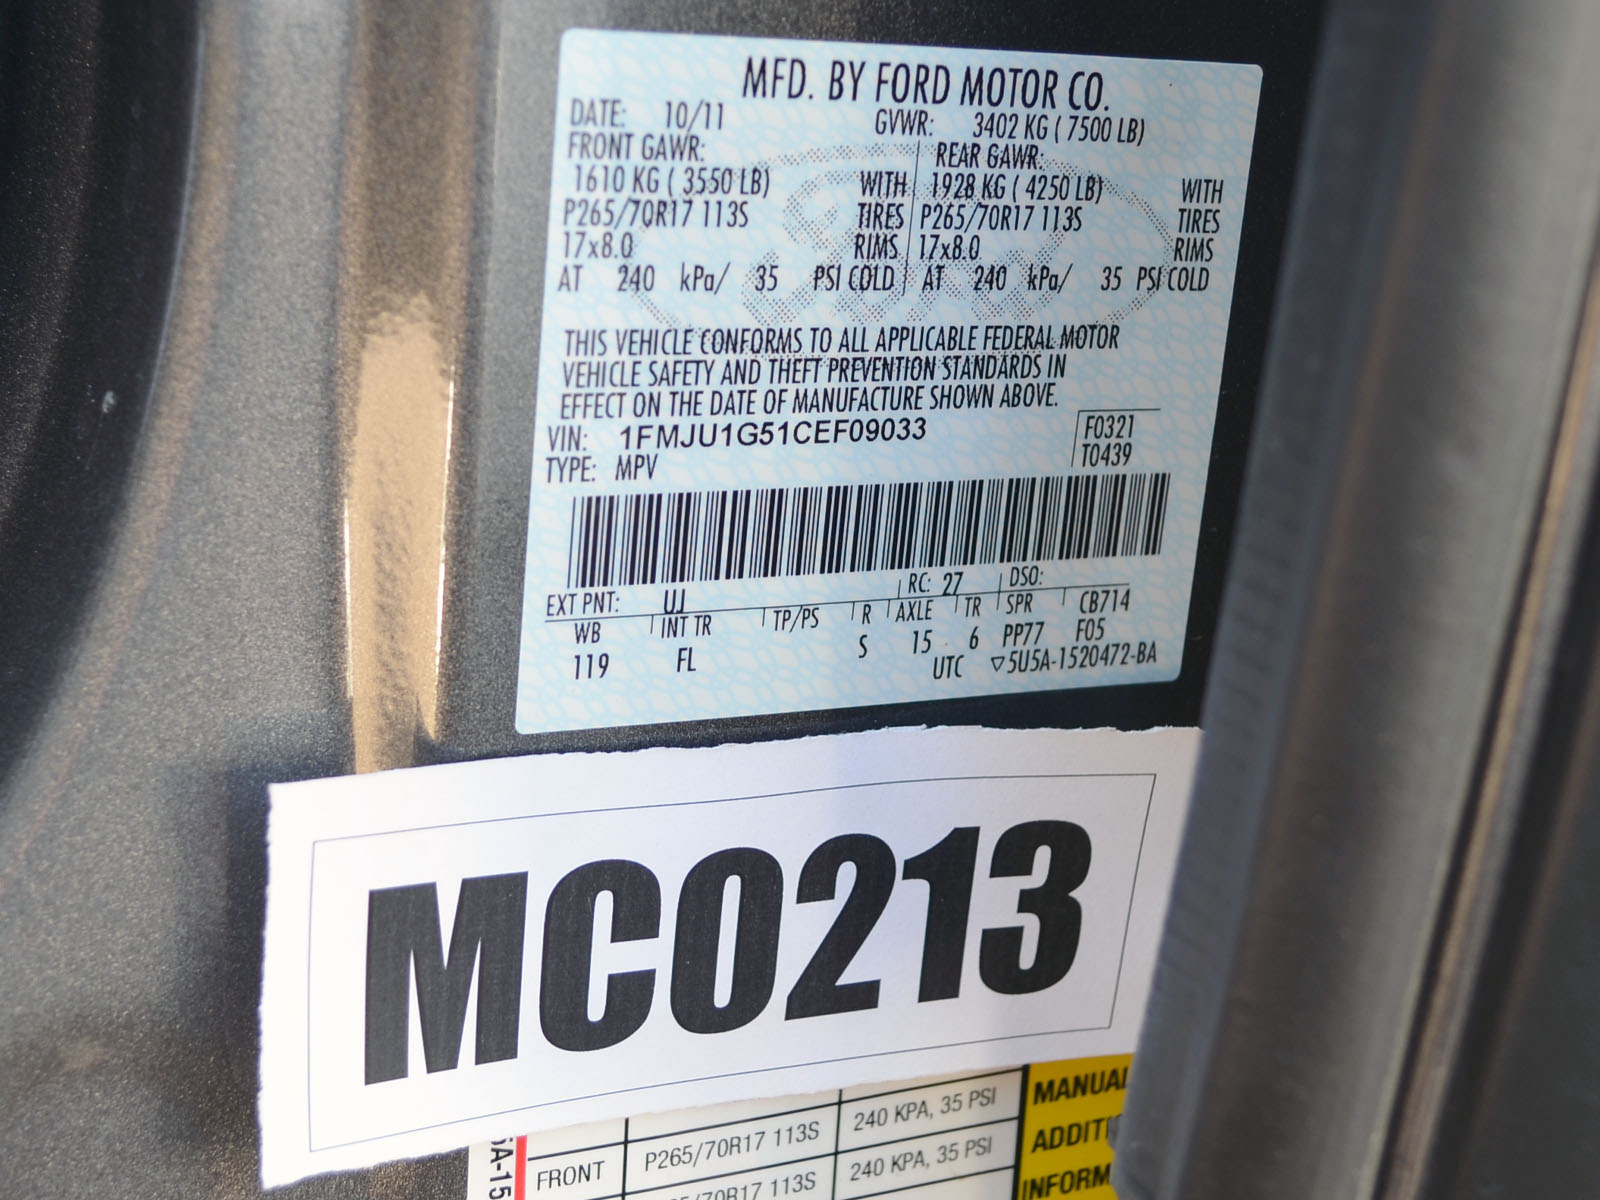 MFD. BY FORD MOTOR CO.
DATE: 10/11 GVWR: 3402 KG ( 7500 LB)
FRONT GAWR: REAR GAWR:
1610 KG ( 3550 LB) WITH 1928 KG ( 4250 LB) WITH
P265/70R17 113S TIRES P265/70R17 113S TIRES
17x8.0 RIMS 17x8.0 RIMS
AT 240 kPa/ 35 PSI COLD AT 240 kPa/ 35 PSI COLD
THIS VEHICLE CONFORMS TO ALL APPLICABLE FEDERAL MOTOR
VEHICLE SAFETY AND THEFT PREVENTION STANDARDS IN
EFFECT ON THE DATE OF MANUFACTURE SHOWN ABOVE.
VIN: 1FMJU1G51CEF09033 F0321
TYPE: MPV T0439
EXT PNT: UJ RC: 27 DSO:
WB INT TR TP/PS R AXLE TR SPR CB714
119 FL S 15 6 PP77 F05
UTC ▽5U5A-1520472-BA
MC0213
240 KPA, 35 PSI MANUAL
FRONT P265/70R17 113S 240 KPA, 35 PSI ADDITI
/70R17 113S INFORM
5A-15